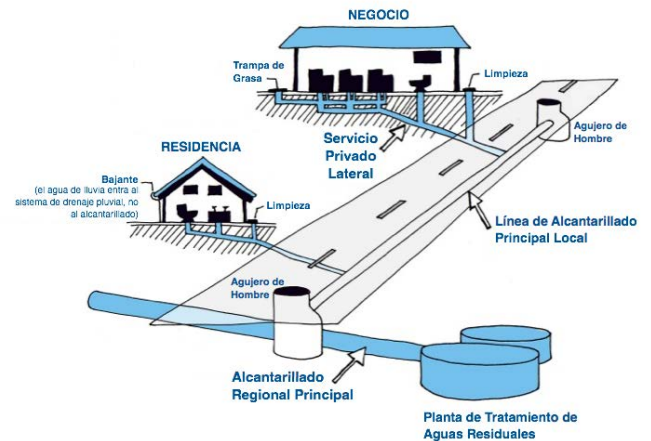 NEGOCIO
Trampa de
Grasa
Limpieza
Agujero de
Hombre
Servicio
Privado
Lateral
RESIDENCIA
Bajante
(el agua de lluvia entra al
sistema de drenaje pluvial, no
al alcantarillado)
Limpieza
Línea de Alcantarillado
Principal Local
Agujero de
Hombre
Alcantarillado
Regional Principal
Planta de Tratamiento de
Aguas Residuales